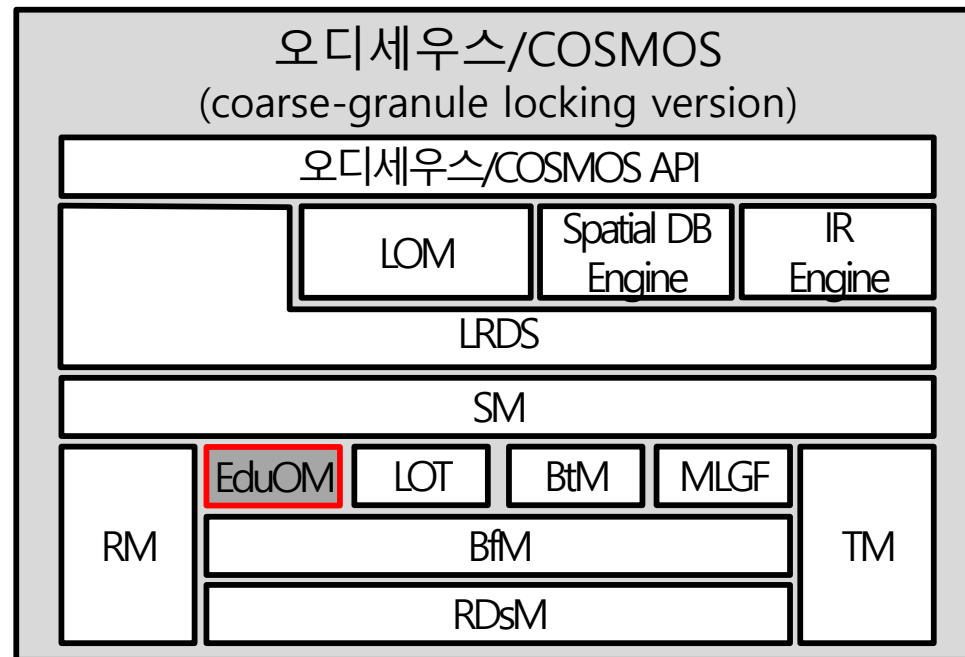 오디세우스/COSMOS
(coarse-granule locking version)
오디세우스/COSMOS API
LOM
Spatial DB
Engine
IR
Engine
LRDS
SM
RM
EduOM
LOT
BtM
MLGF
TM
BfM
RDsM